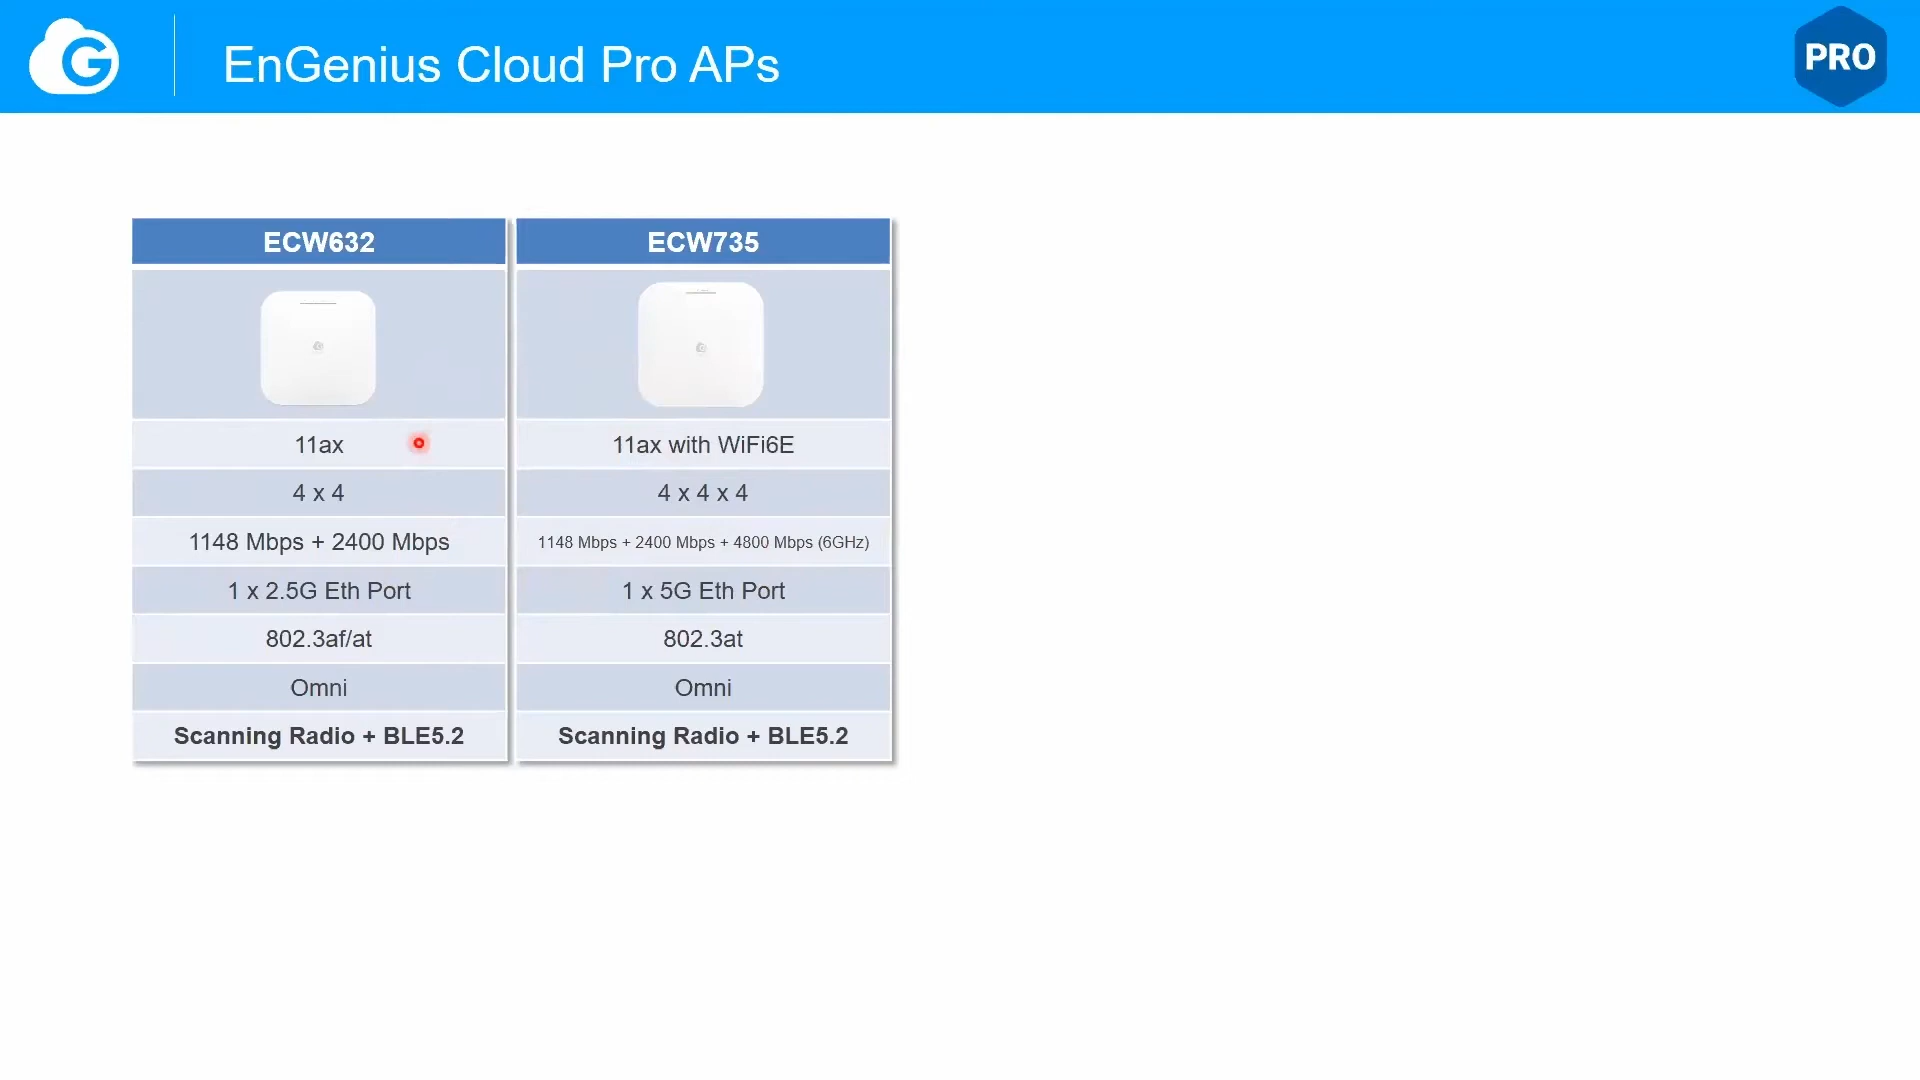 EnGenius Cloud Pro APs
PRO
ECW632
ECW735
11ax
11ax with WiFi6E
4 x 4
4 x 4 x 4
1148 Mbps + 2400 Mbps
1148 Mbps + 2400 Mbps + 4800 Mbps (6GHz)
1 x 2.5G Eth Port
1 x 5G Eth Port
802.3af/at
802.3at
Omni
Omni
Scanning Radio + BLE5.2
Scanning Radio + BLE5.2